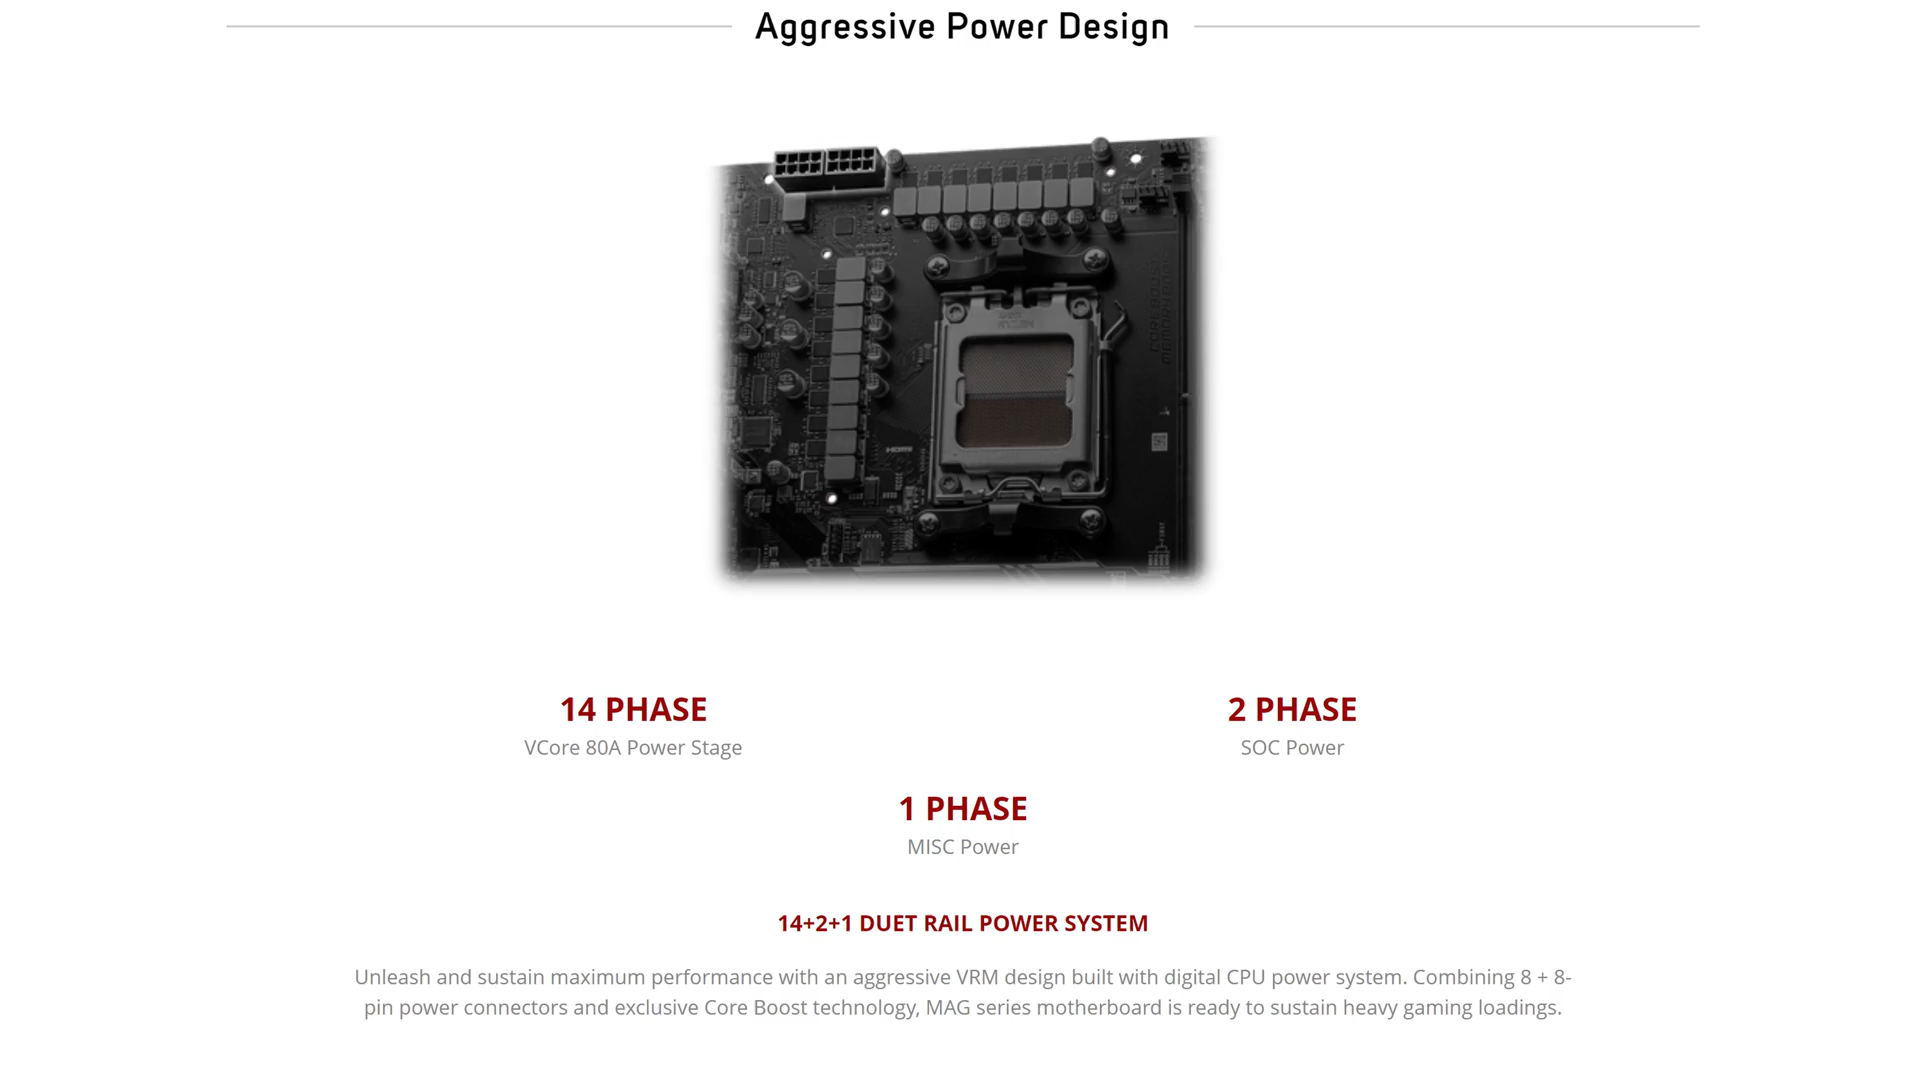 Aggressive Power Design
14 PHASE
VCore 80A Power Stage
2 PHASE
SOC Power
1 PHASE
MISC Power
14+2+1 DUET RAIL POWER SYSTEM
Unleash and sustain maximum performance with an aggressive VRM design built with digital CPU power system. Combining 8 + 8-
pin power connectors and exclusive Core Boost technology, MAG series motherboard is ready to sustain heavy gaming loadings.